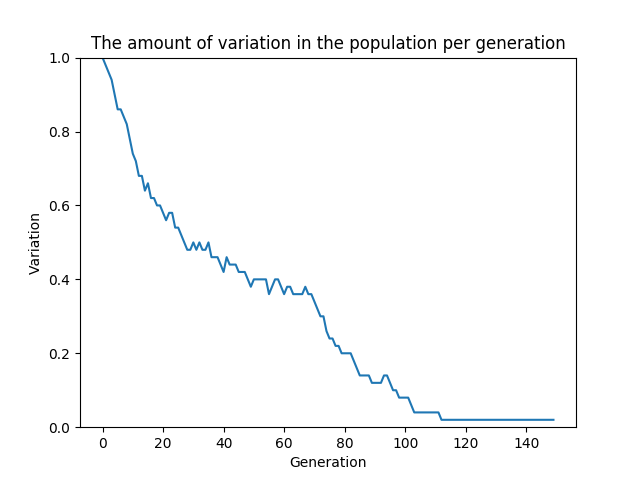 The amount of variation in the population per generation
1.0
0.8
0.6
0.4
0.2
0.0
Variation
0 20 40 60 80 100 120 140
Generation